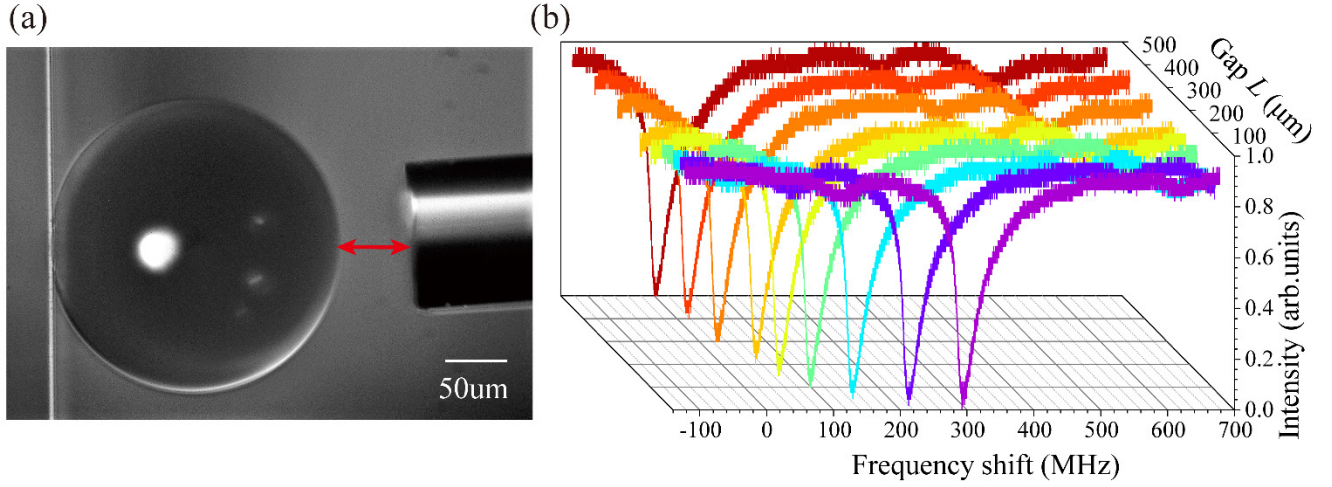 (a)
50um
(b)
500
400
300
200
100
Gap L (μm)
1.0
0.8
0.6
0.4
0.2
0.0
Intensity (arb.units)
-100 0 100 200 300 400 500 600 700
Frequency shift (MHz)